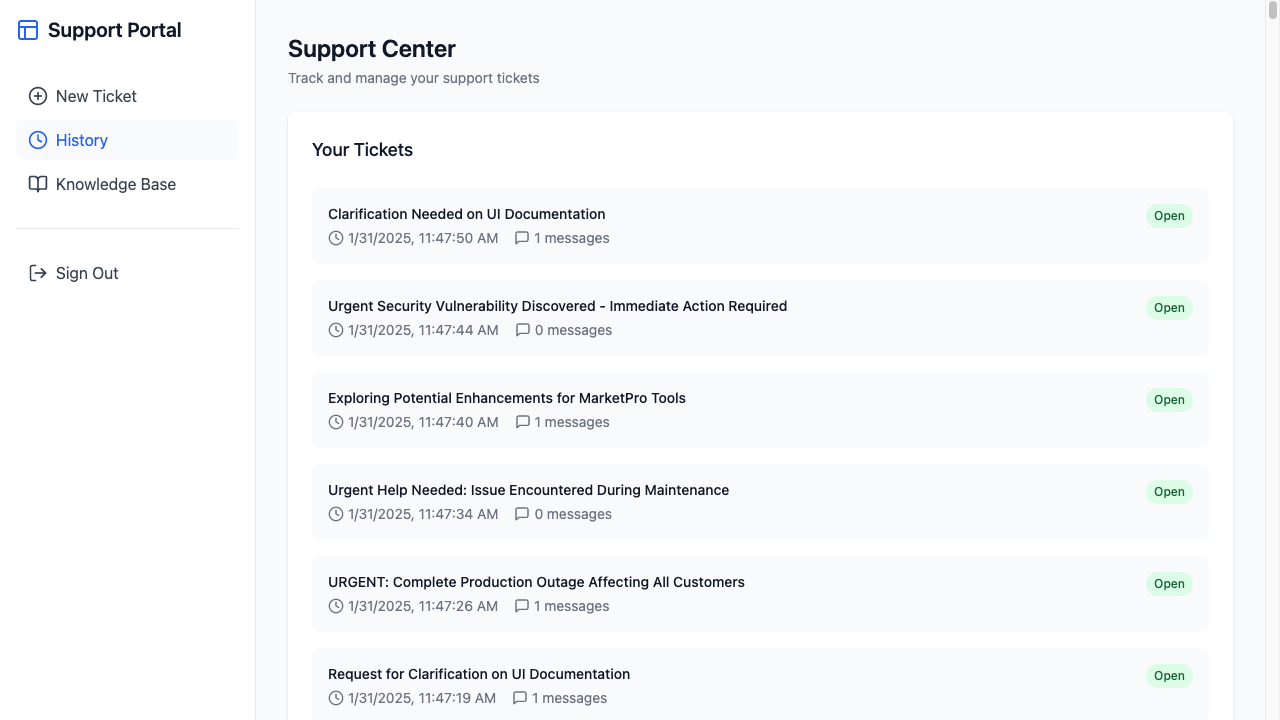 Support Portal
New Ticket
History
Knowledge Base
Sign Out
Support Center
Track and manage your support tickets
Your Tickets
Clarification Needed on UI Documentation
Open
1/31/2025, 11:47:50 AM 1 messages
Urgent Security Vulnerability Discovered - Immediate Action Required
Open
1/31/2025, 11:47:44 AM 0 messages
Exploring Potential Enhancements for MarketPro Tools
Open
1/31/2025, 11:47:40 AM 1 messages
Urgent Help Needed: Issue Encountered During Maintenance
Open
1/31/2025, 11:47:34 AM 0 messages
URGENT: Complete Production Outage Affecting All Customers
Open
1/31/2025, 11:47:26 AM 1 messages
Request for Clarification on UI Documentation
Open
1/31/2025, 11:47:19 AM 1 messages